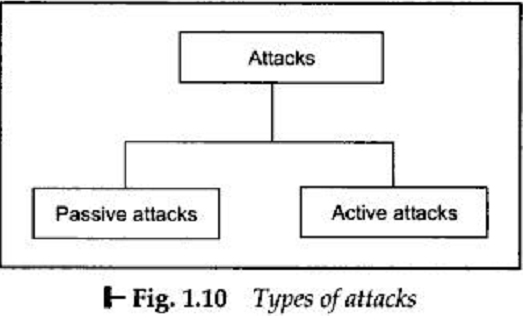 Attacks
Passive attacks
Active attacks
Fig. 1.10 Types of attacks